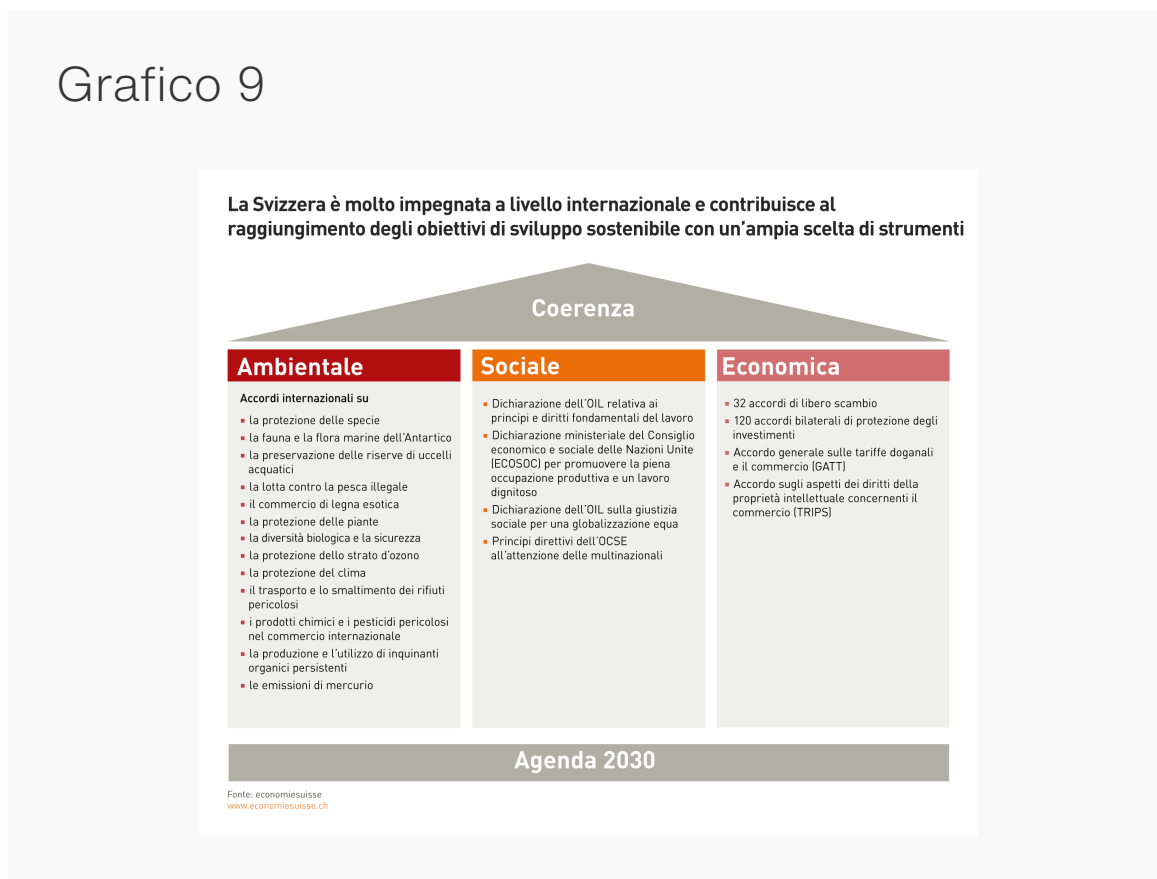 Grafico 9
La Svizzera è molto impegnata a livello internazionale e contribuisce al
raggiungimento degli obiettivi di sviluppo sostenibile con un'ampia scelta di strumenti
Coerenza
Ambientale
Accordi internazionali su
▪ la protezione delle specie
▪ la fauna e la flora marine dell'Antartico
▪ la preservazione delle riserve di uccelli
acquatici
▪ la lotta contro la pesca illegale
▪ il commercio di legna esotica
▪ la protezione delle piante
▪ la diversità biologica e la sicurezza
▪ la protezione dello strato d'ozono
▪ la protezione del clima
▪ il trasporto e lo smaltimento dei rifiuti
pericolosi
▪ i prodotti chimici e i pesticidi pericolosi
nel commercio internazionale
▪ la produzione e l'utilizzo di inquinanti
organici persistenti
▪ le emissioni di mercurio
Sociale
▪ Dichiarazione dell'OIL relativa ai
principi e diritti fondamentali del lavoro
▪ Dichiarazione ministeriale del Consiglio
economico e sociale delle Nazioni Unite
(ECOSOC) per promuovere la piena
occupazione produttiva e un lavoro
dignitoso
▪ Dichiarazione dell'OIL sulla giustizia
sociale per una globalizzazione equa
▪ Principi direttivi dell'OCSE
all'attenzione delle multinazionali
Economica
▪ 32 accordi di libero scambio
▪ 120 accordi bilaterali di protezione degli
investimenti
▪ Accordo generale sulle tariffe doganali
e il commercio (GATT)
▪ Accordo sugli aspetti dei diritti della
proprietà intellettuale concernenti il
commercio (TRIPS)
Agenda 2030
Fonte: economiesuisse
www.economiesuisse.ch